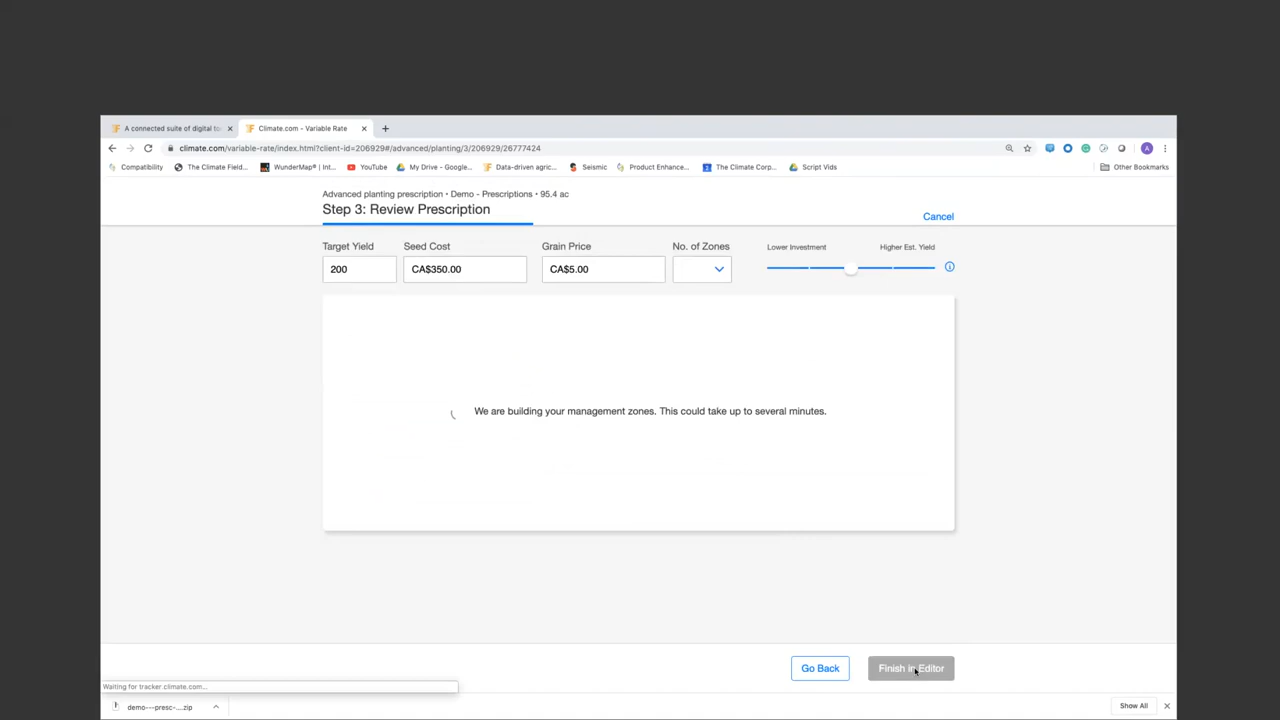 A connected suite of digital to
Climate.com - Variable Rate
climate.com/variable-rate/index.html?client-id=206929#/advanced/planting/3/206929/26777424
Compatibility
The Climate Field...
WunderMap® | Int...
YouTube
My Drive - Google...
Data-driven agric...
Seismic
Product Enhance...
The Climate Corp...
Script Vids
Other Bookmarks
Advanced planting prescription • Demo - Prescriptions • 95.4 ac
Step 3: Review Prescription
Cancel
Target Yield
Seed Cost
Grain Price
No. of Zones
Lower Investment
Higher Est. Yield
200
CA$350.00
CA$5.00
We are building your management zones. This could take up to several minutes.
Go Back
Finish in Editor
Waiting for tracker.climate.com...
demo---presc-....zip
Show All